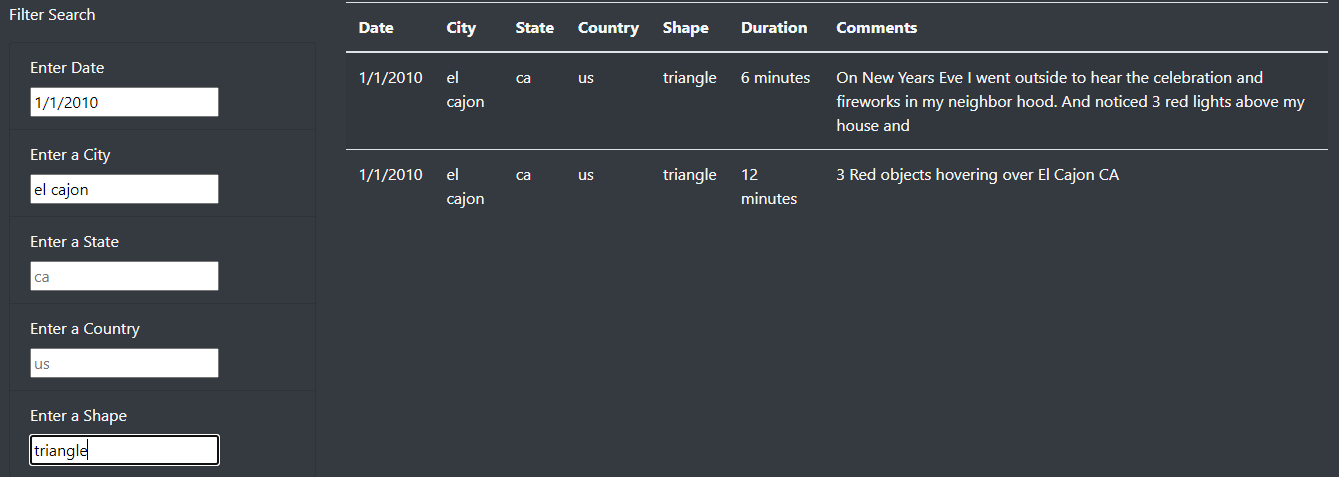 Filter Search
Enter Date
1/1/2010
Enter a City
el cajon
Enter a State
ca
Enter a Country
us
Enter a Shape
triangle
Date City State Country Shape Duration Comments
1/1/2010 el cajon ca us triangle 6 minutes On New Years Eve I went outside to hear the celebration and
fireworks in my neighbor hood. And noticed 3 red lights above my
house and
1/1/2010 el cajon ca us triangle 12 minutes 3 Red objects hovering over El Cajon CA